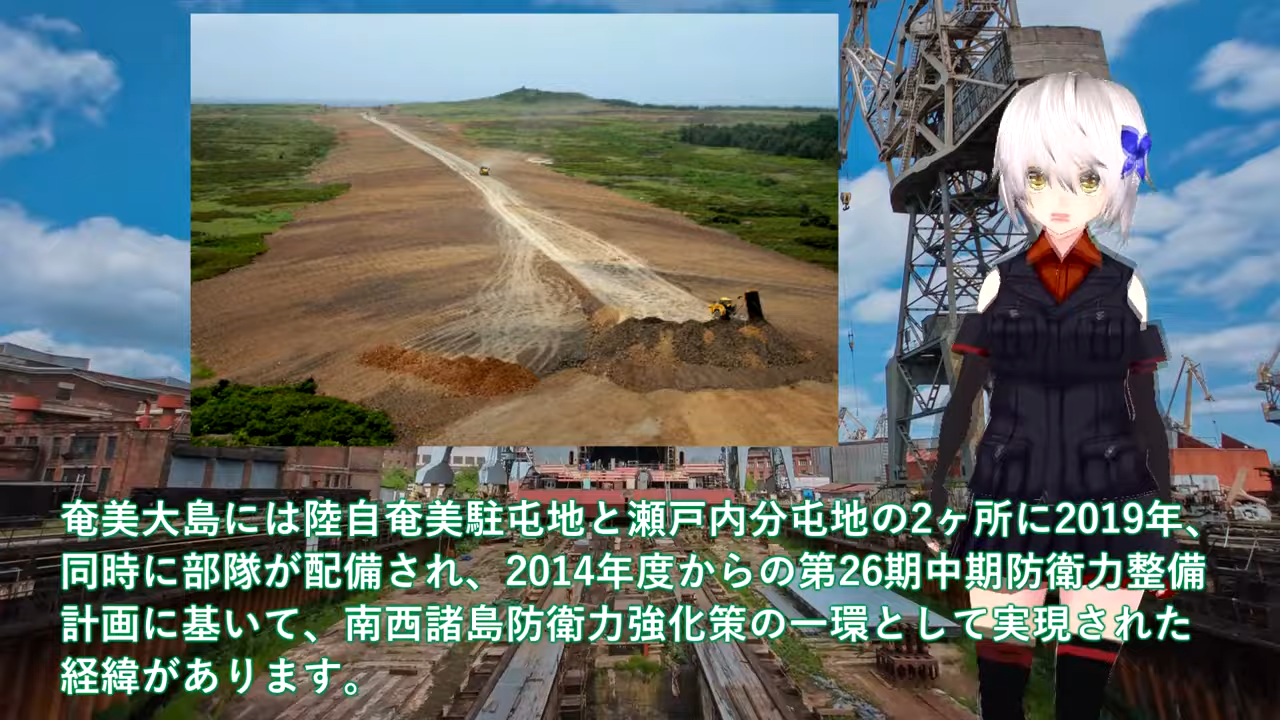 奄美大島には陸自奄美駐屯地と瀬戸内分屯地の2ヶ所に2019年、
同時に部隊が配備され、2014年度からの第26期中期防衛力整備
計画に基いて、南西諸島防衛力強化策の一環として実現された
経緯があります。